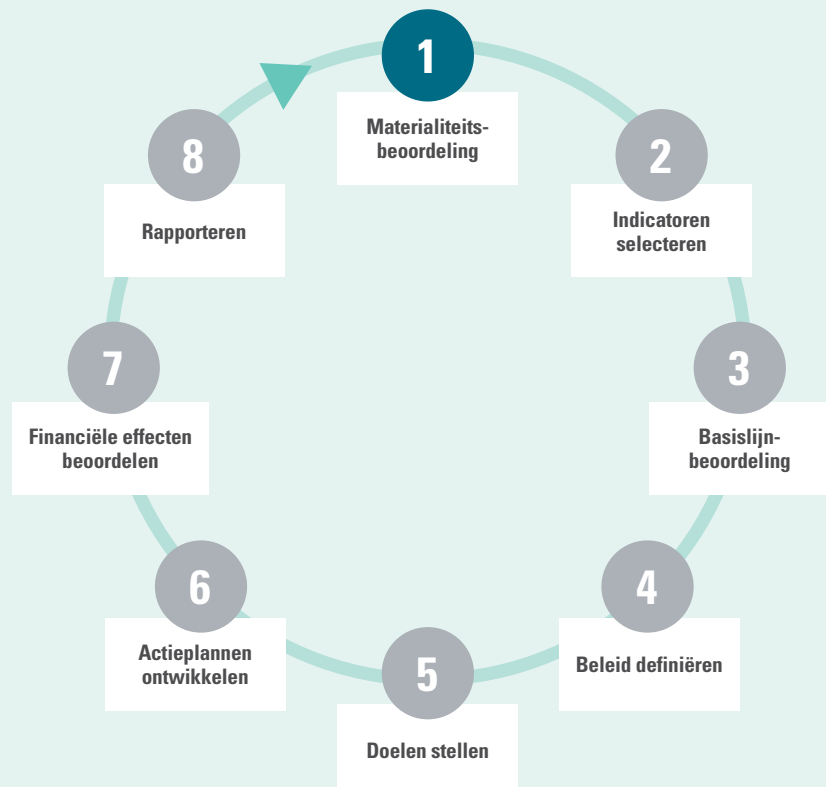 1
Materialiteits-
beoordeling
2
Indicatoren
selecteren
3
Basislijn-
beoordeling
4
Beleid definiëren
5
Doelen stellen
6
Actieplannen
ontwikkelen
7
Financiële effecten
beoordelen
8
Rapporteren